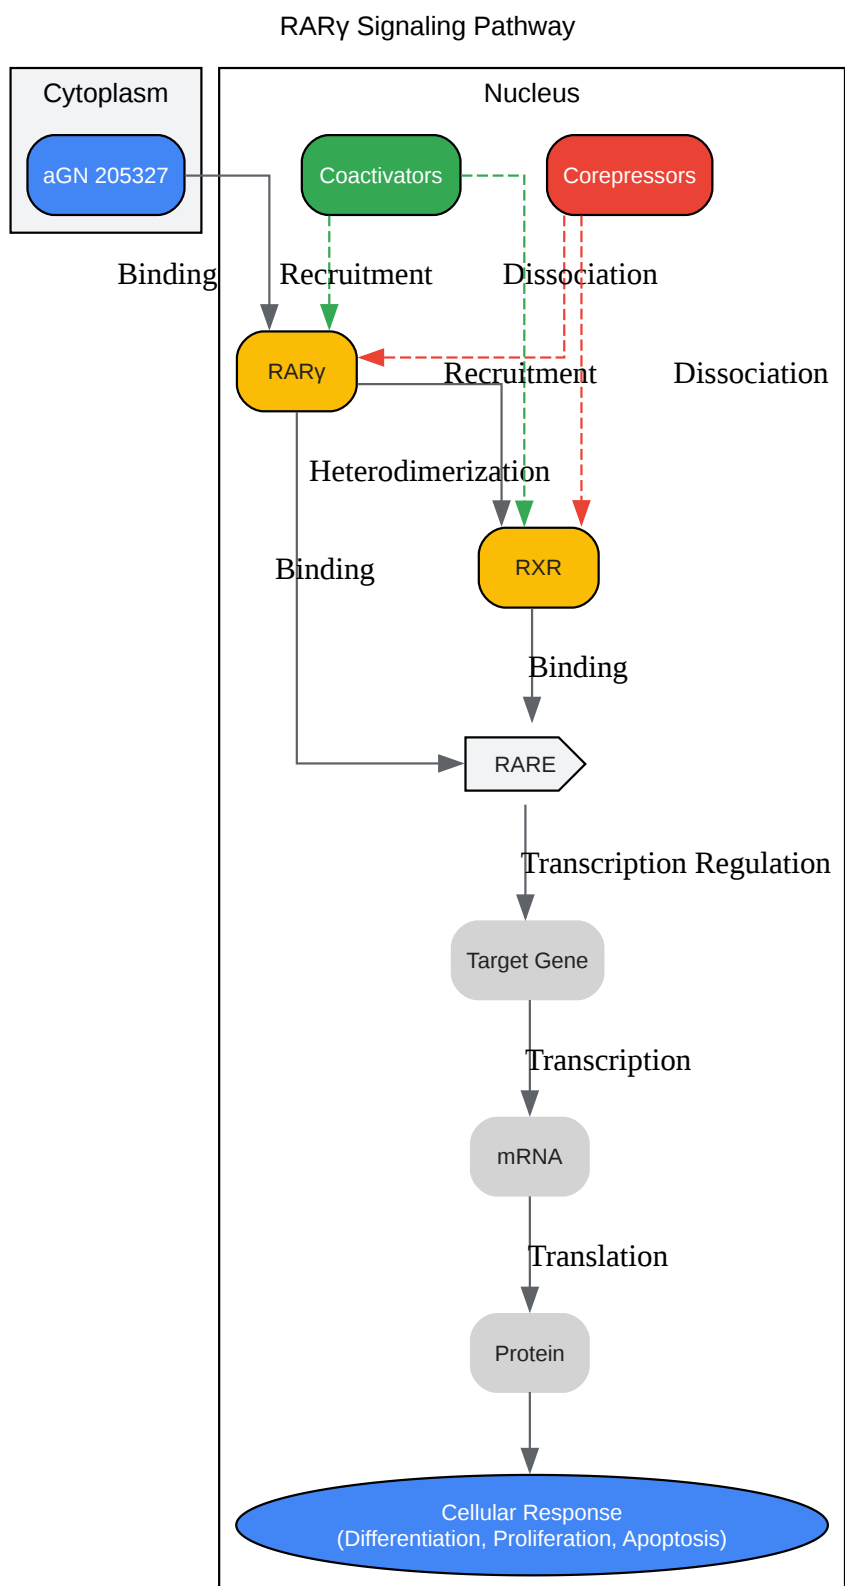 RARγ Signaling Pathway
Cytoplasm
Nucleus
aGN 205327
Coactivators
Corepressors
Binding
Recruitment
Dissociation
RARγ
Recruitment
Dissociation
Heterodimerization
Binding
RXR
Binding
RARE
Transcription Regulation
Target Gene
Transcription
mRNA
Translation
Protein
Cellular Response
(Differentiation, Proliferation, Apoptosis)